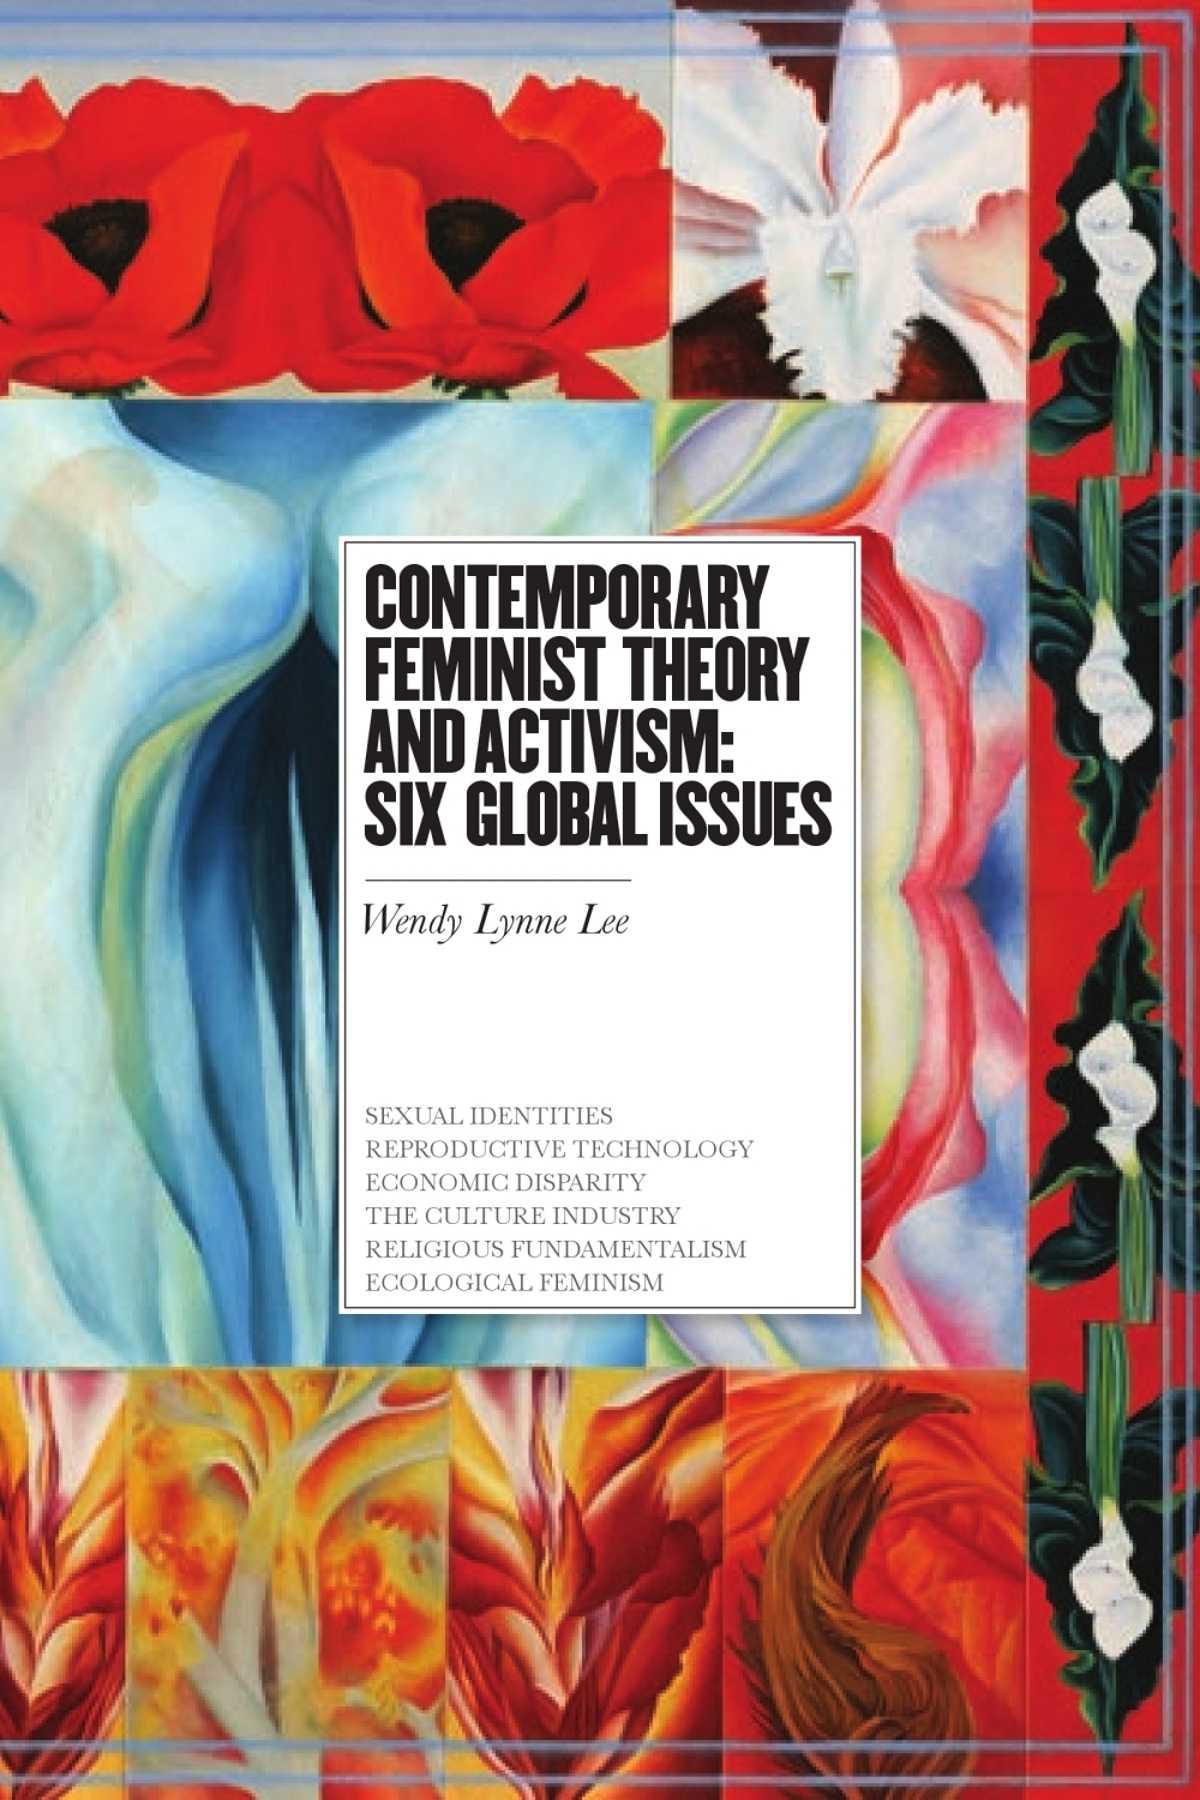 CONTEMPORARY
FEMINIST THEORY
AND ACTIVISM:
SIX GLOBAL ISSUES
Wendy Lynne Lee
SEXUAL IDENTITIES
REPRODUCTIVE TECHNOLOGY
ECONOMIC DISPARITY
THE CULTURE INDUSTRY
RELIGIOUS FUNDAMENTALISM
ECOLOGICAL FEMINISM